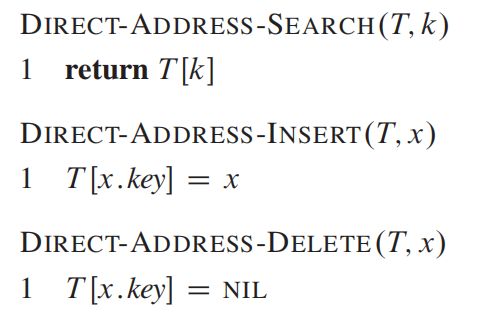 DIRECT-ADDRESS-SEARCH(T, k)
1 return T[k]
DIRECT-ADDRESS-INSERT(T, x)
1 T[x.key] = x
DIRECT-ADDRESS-DELETE(T, x)
1 T[x.key] = NIL